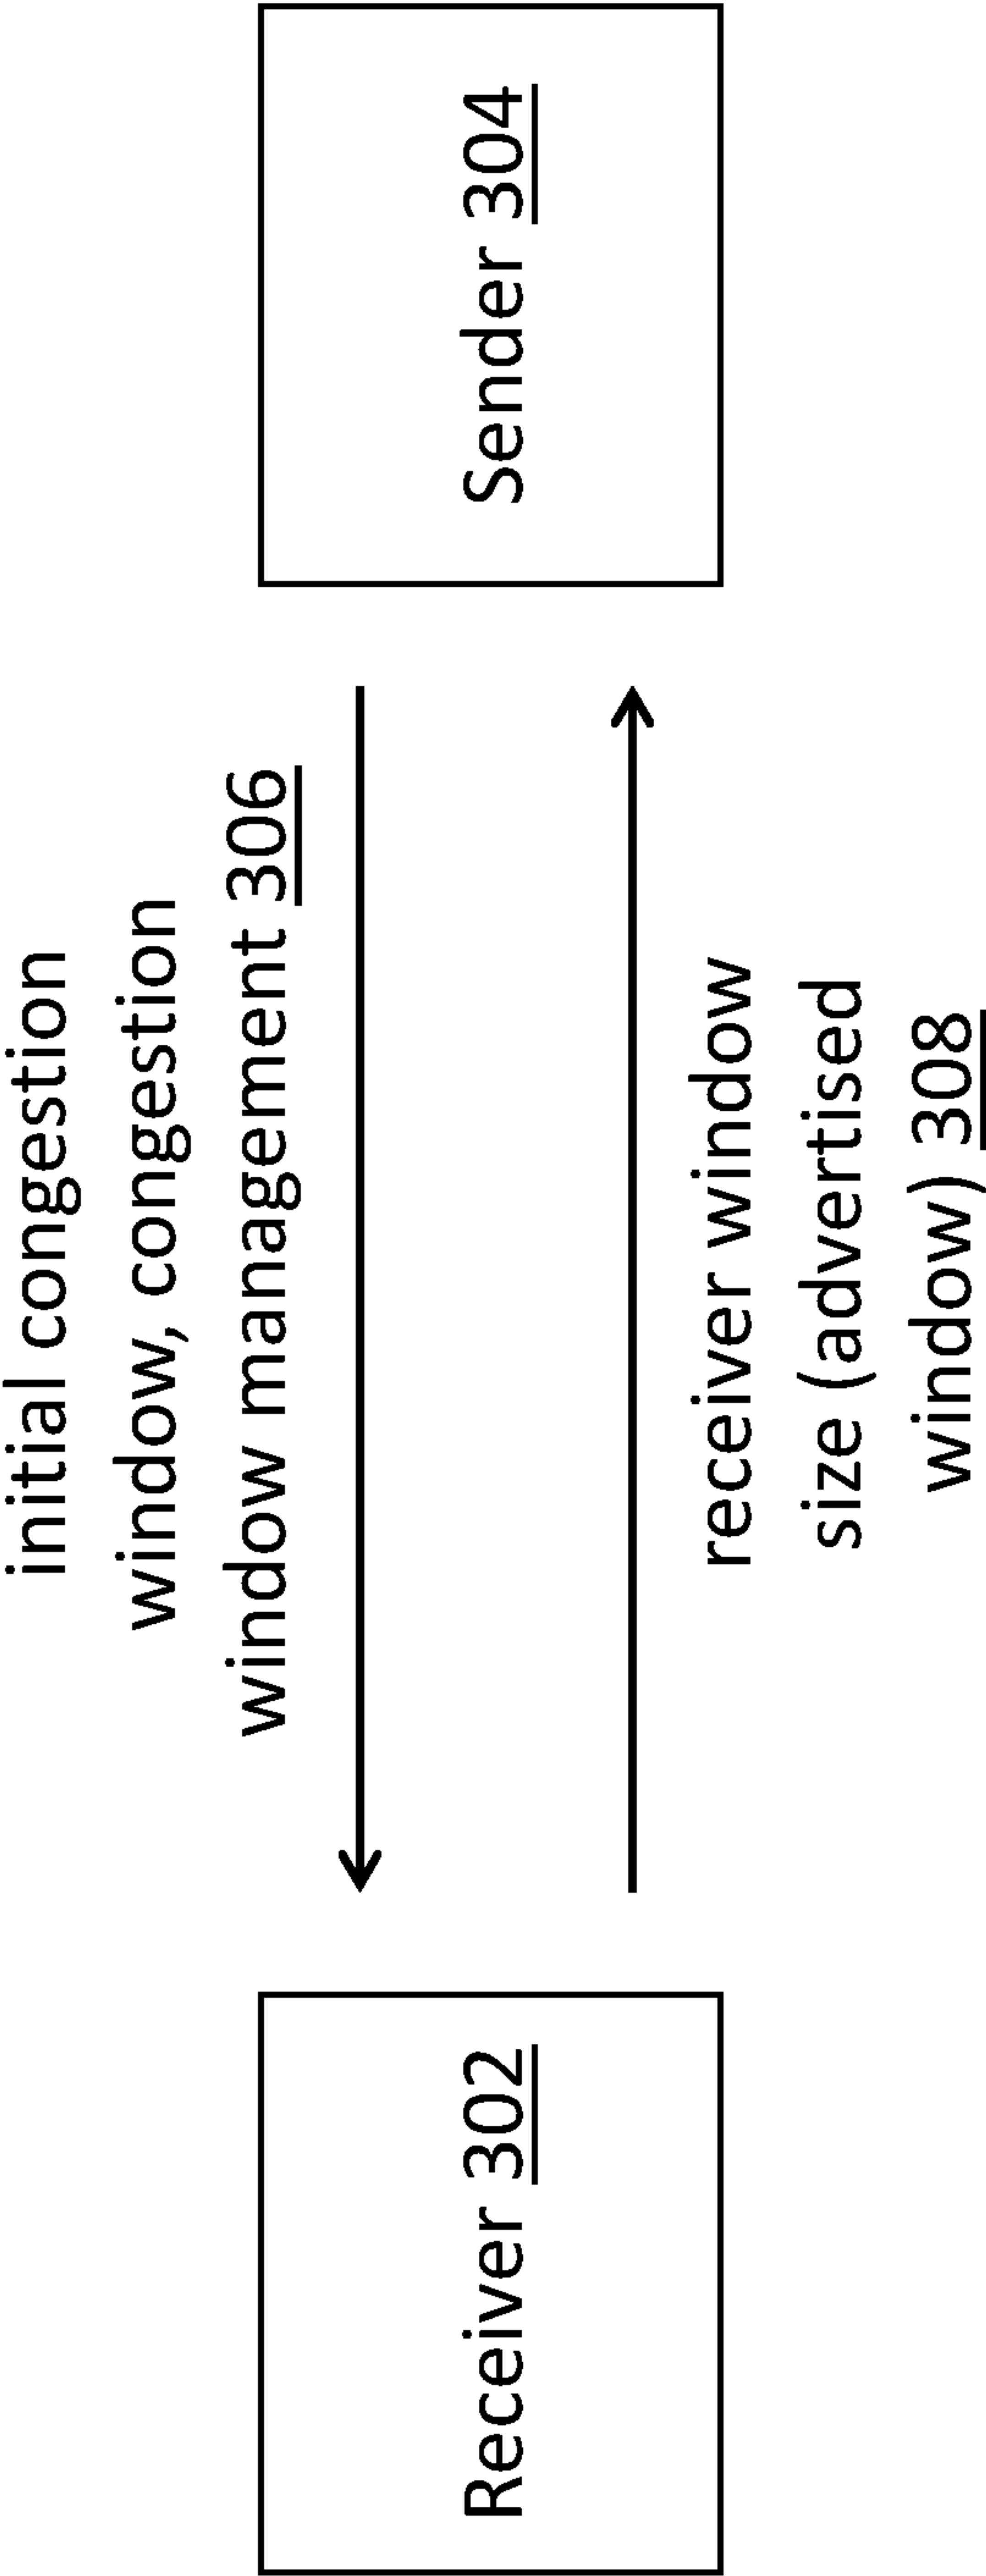 initial congestion
window, congestion
window management 306
Receiver 302
Sender 304
receiver window
size (advertised
window) 308